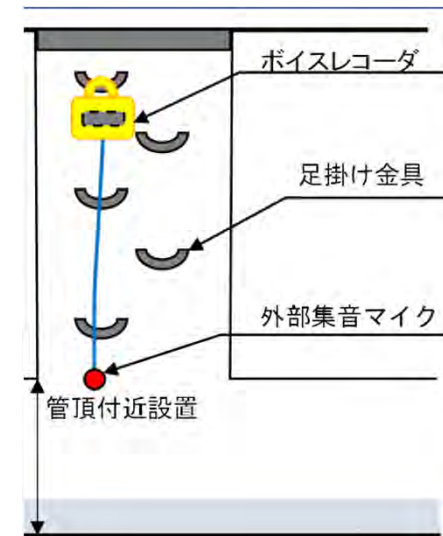 ボイスレコーダ
足掛け金具
外部集音マイク
管頂付近設置